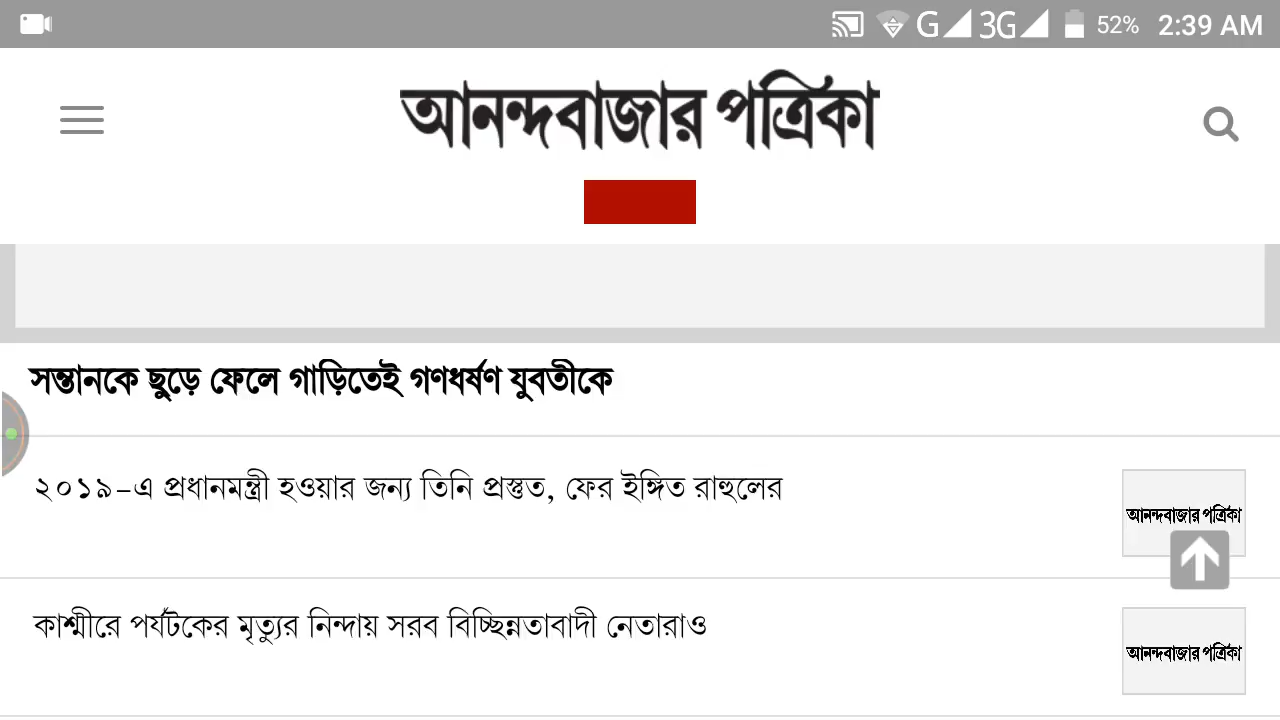 G 3G 52% 2:39 AM
আনন্দবাজার পত্রিকা
সন্তানকে ছুড়ে ফেলে গাড়িতেই গণধর্ষণ যুবতীকে
২০১৯-এ প্রধানমন্ত্রী হওয়ার জন্য তিনি প্রস্তুত, ফের ইঙ্গিত রাহুলের
আনন্দবাজার পত্রিকা
কাশ্মীরে পর্যটকের মৃত্যুর নিন্দায় সরব বিচ্ছিন্নতাবাদী নেতারাও
আনন্দবাজার পত্রিকা